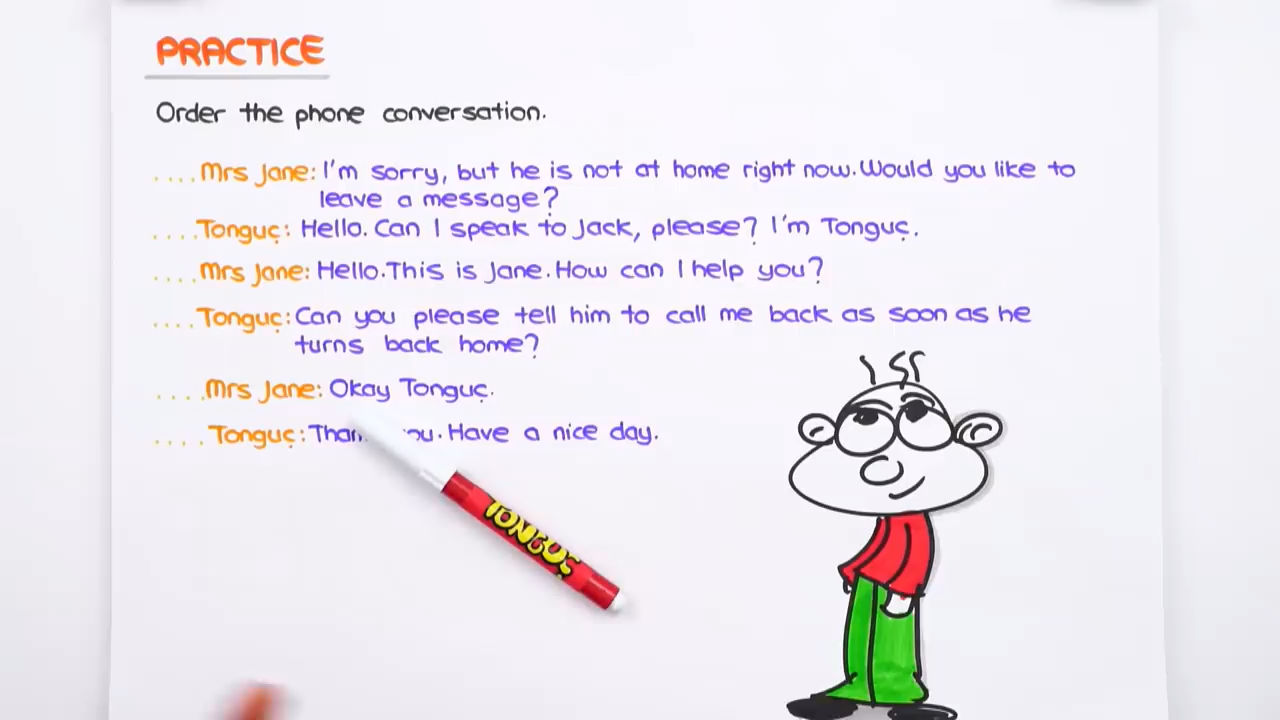 PRACTICE
Order the phone conversation.
.... Mrs Jane: I'm sorry, but he is not at home right now. Would you like to
leave a message?
.... Tonguç: Hello. Can I speak to Jack, please? I'm Tonguç.
.... Mrs Jane: Hello. This is Jane. How can I help you?
.... Tonguç: Can you please tell him to call me back as soon as he
turns back home?
.... Mrs Jane: Okay Tonguç.
.... Tonguç: Have a nice day.
TONGUÇ